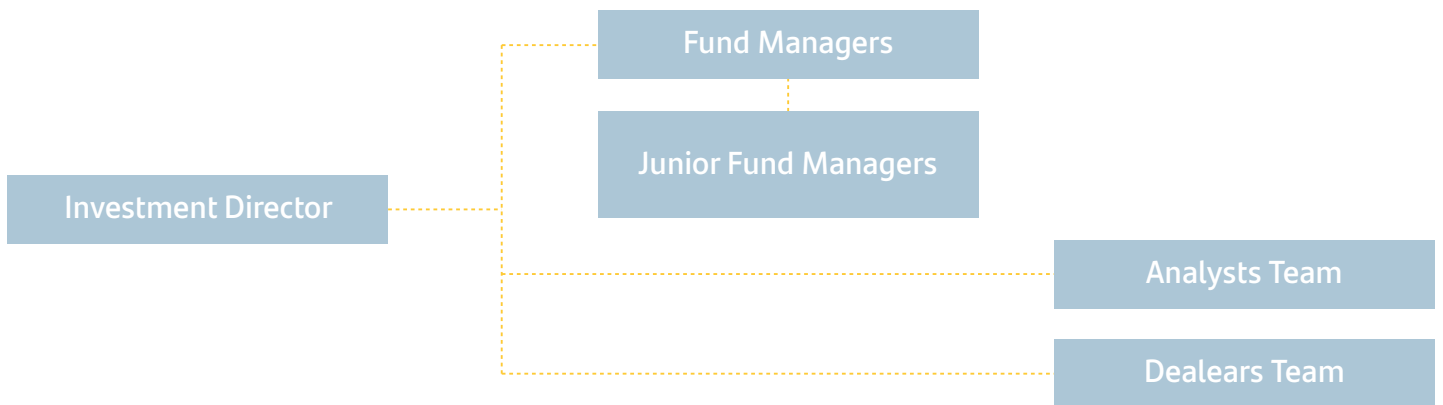 Fund Managers
Junior Fund Managers
Investment Director
Analysts Team
Dealears Team